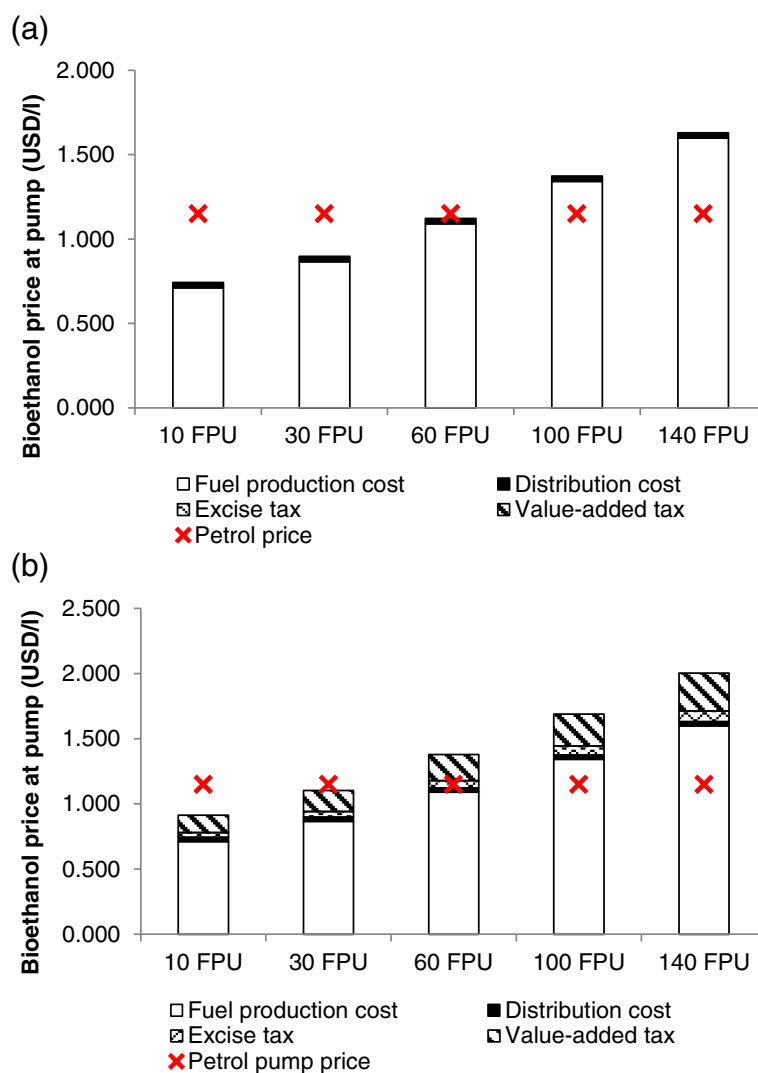 (a)
Bioethanol price at pump (USD/l)
2.000
1.500
1.000
0.500
0.000
10 FPU 30 FPU 60 FPU 100 FPU 140 FPU
Fuel production cost Distribution cost
Excise tax Value-added tax
Petrol price
(b)
Bioethanol price at pump (USD/l)
2.500
2.000
1.500
1.000
0.500
0.000
10 FPU 30 FPU 60 FPU 100 FPU 140 FPU
Fuel production cost Distribution cost
Excise tax Value-added tax
Petrol pump price